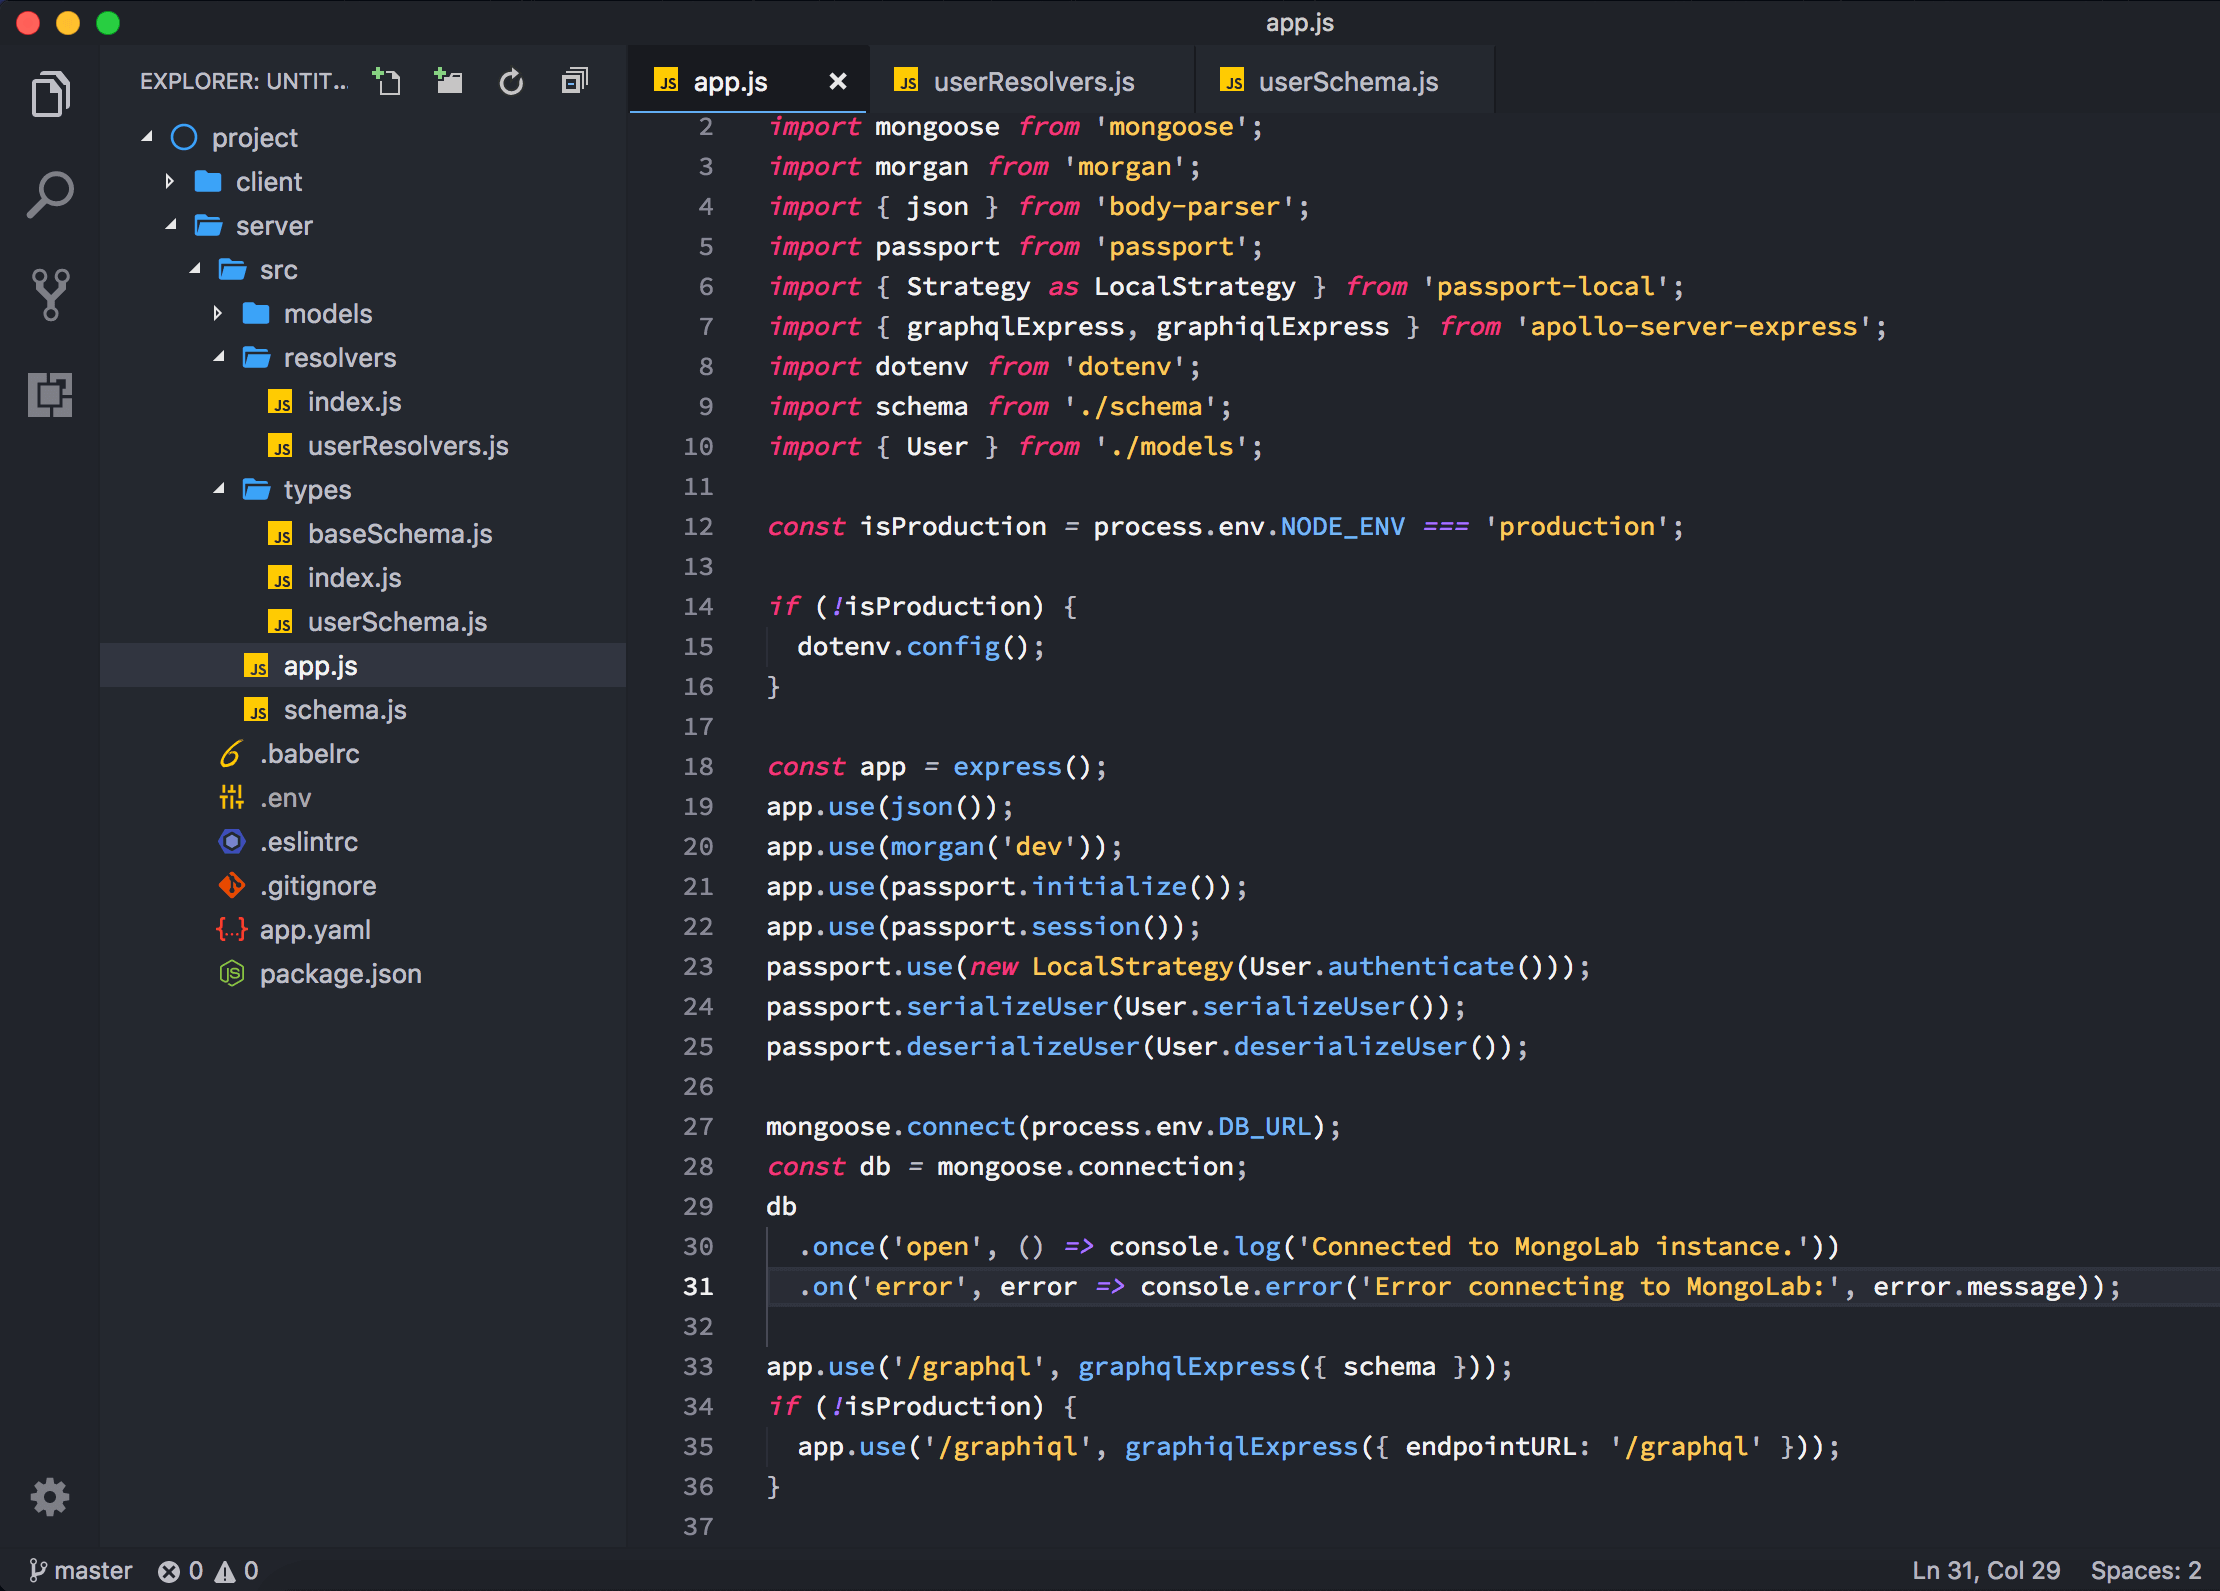 app.js
EXPLORER: UNTIT...
project
client
server
src
models
resolvers
JS index.js
JS userResolvers.js
types
JS baseSchema.js
JS index.js
JS userSchema.js
JS app.js
JS schema.js
.babelrc
.env
.eslintrc
.gitignore
{...} app.yaml
JS package.json
JS app.js × JS userResolvers.js JS userSchema.js
2 import mongoose from 'mongoose';
3 import morgan from 'morgan';
4 import { json } from 'body-parser';
5 import passport from 'passport';
6 import { Strategy as LocalStrategy } from 'passport-local';
7 import { graphqlExpress, graphiqlExpress } from 'apollo-server-express';
8 import dotenv from 'dotenv';
9 import schema from './schema';
10 import { User } from './models';
11
12 const isProduction = process.env.NODE_ENV === 'production';
13
14 if (!isProduction) {
15   dotenv.config();
16 }
17
18 const app = express();
19 app.use(json());
20 app.use(morgan('dev'));
21 app.use(passport.initialize());
22 app.use(passport.session());
23 passport.use(new LocalStrategy(User.authenticate()));
24 passport.serializeUser(User.serializeUser());
25 passport.deserializeUser(User.deserializeUser());
26
27 mongoose.connect(process.env.DB_URL);
28 const db = mongoose.connection;
29 db
30   .once('open', () => console.log('Connected to MongoLab instance.'))
31   .on('error', error => console.error('Error connecting to MongoLab:', error.message));
32
33 app.use('/graphql', graphqlExpress({ schema }));
34 if (!isProduction) {
35   app.use('/graphiql', graphiqlExpress({ endpointURL: '/graphql' }));
36 }
37
master 0 0 Ln 31, Col 29 Spaces: 2